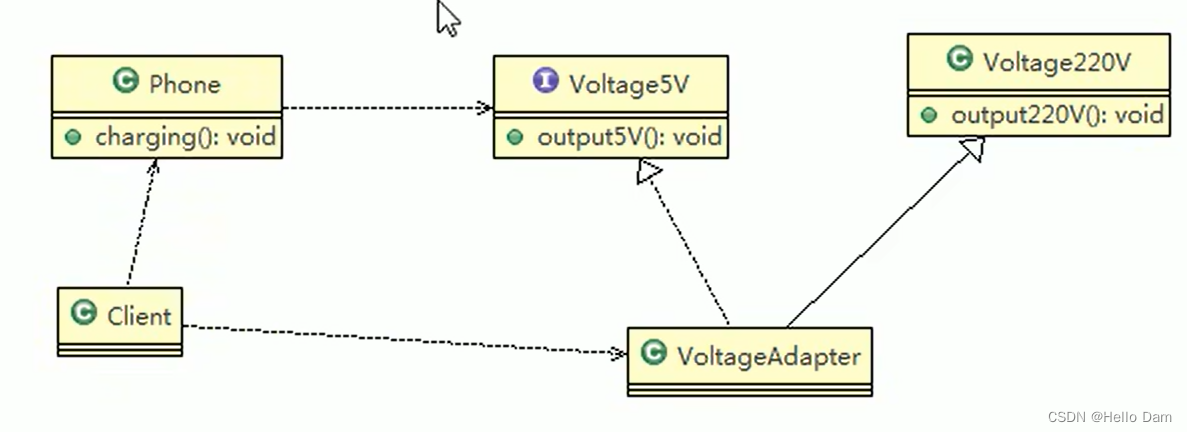 C Phone
charging(): void
I Voltage5V
output5V(): void
C Voltage220V
output220V(): void
C Client
C VoltageAdapter
CSDN @Hello Dam